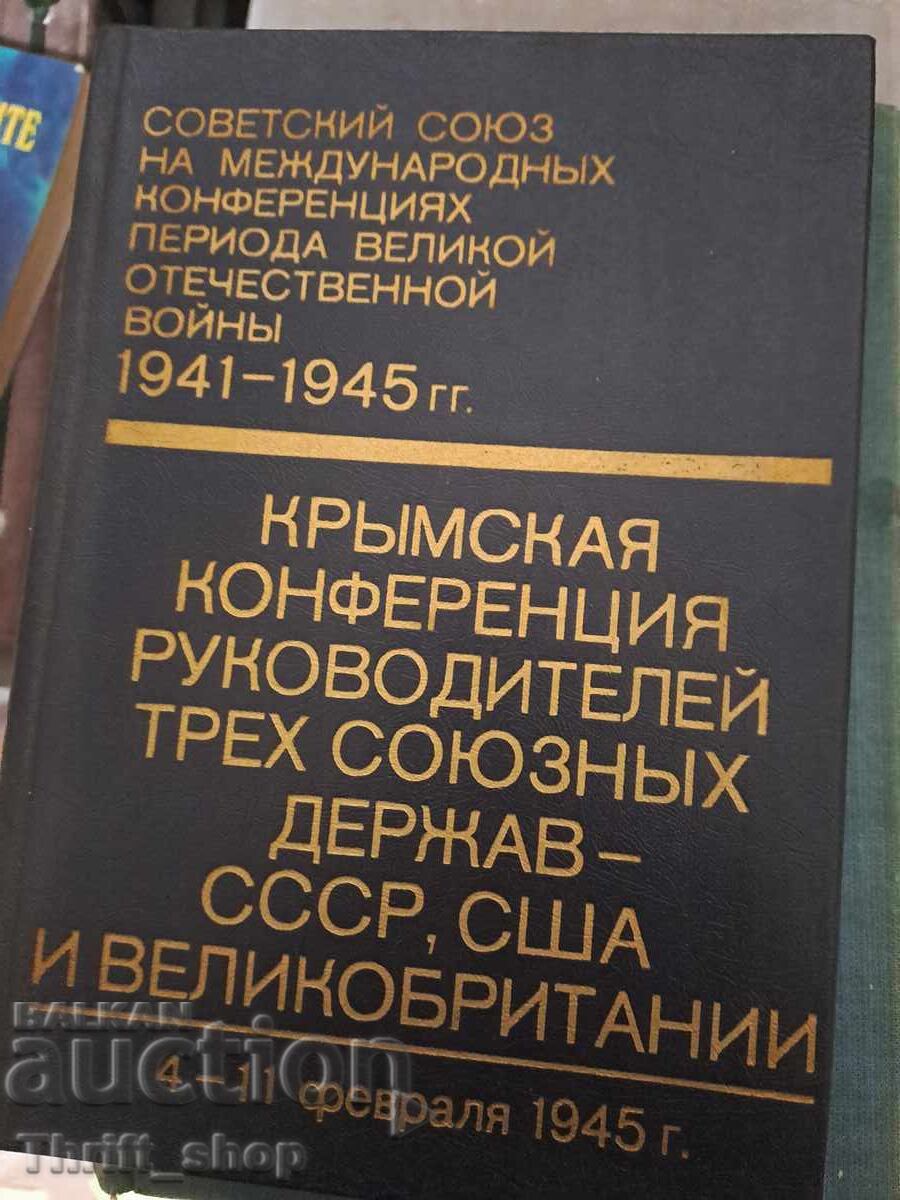 СОВЕТСКИЙ СОЮЗ
НА МЕЖДУНАРОДНЫХ
КОНФЕРЕНЦИЯХ
ПЕРИОДА ВЕЛИКОЙ
ОТЕЧЕСТВЕННОЙ
ВОЙНЫ
1941–1945 гг.
КРЫМСКАЯ
КОНФЕРЕНЦИЯ
РУКОВОДИТЕЛЕЙ
ТРЕХ СОЮЗНЫХ
ДЕРЖАВ–
СССР, США
И ВЕЛИКОБРИТАНИИ
4–11 февраля 1945 г.
BALKAN
auction
Thrift_shop